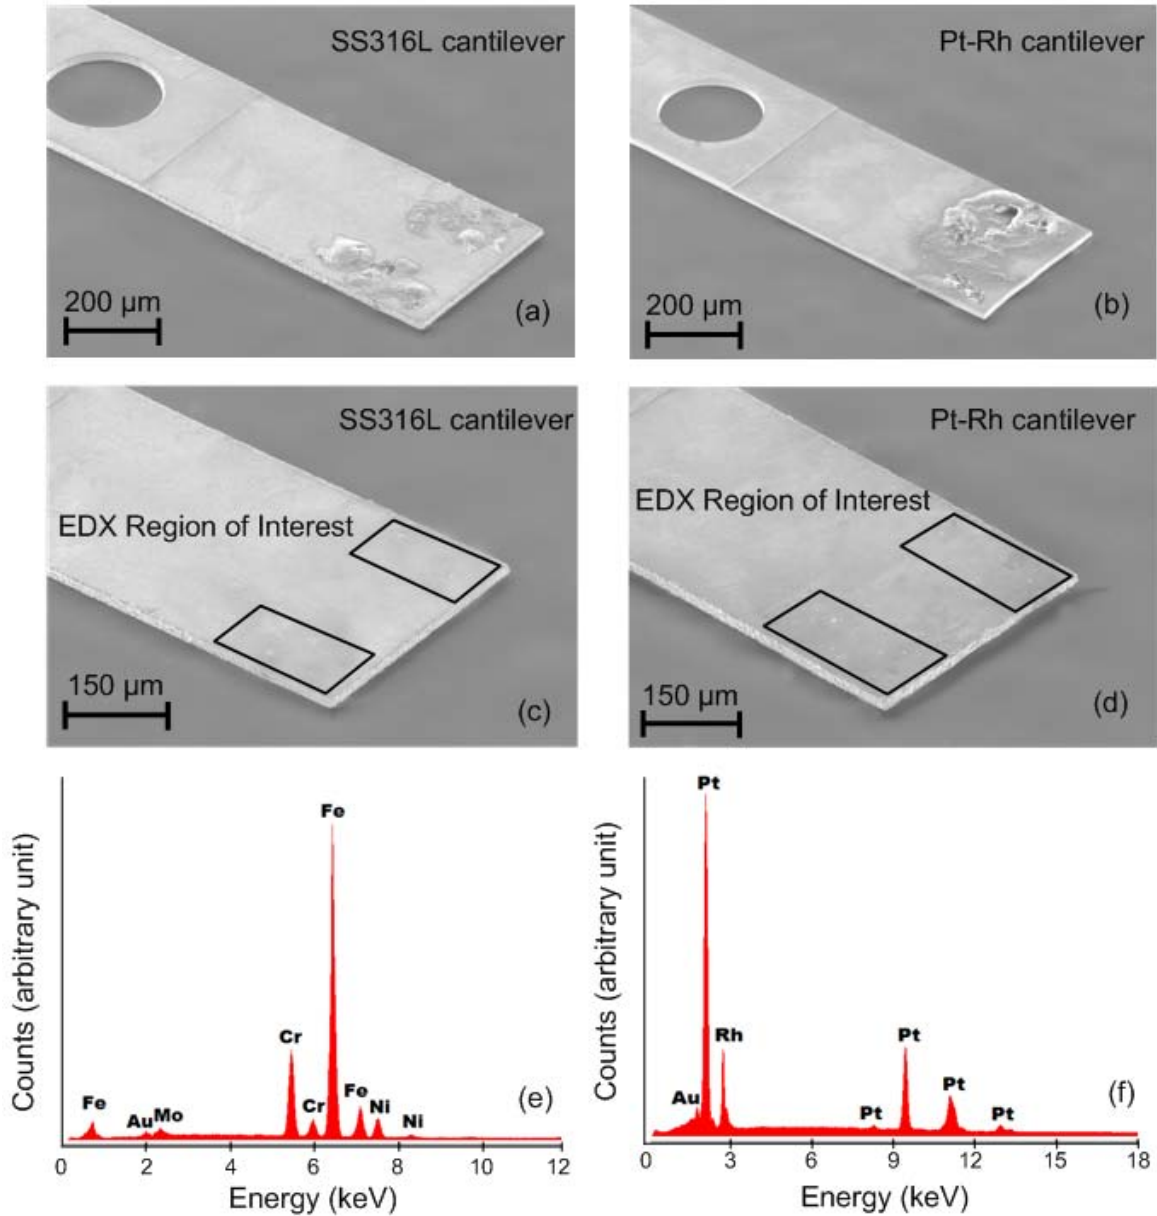 SS316L cantilever
200 µm
(a)
Pt-Rh cantilever
200 µm
(b)
SS316L cantilever
EDX Region of Interest
150 µm
(c)
Pt-Rh cantilever
EDX Region of Interest
150 µm
(d)
Counts (arbitrary unit)
Fe
Au Mo
Cr
Cr
Fe
Fe
Ni
Ni
(e)
0 2 4 6 8 10 12
Energy (keV)
Counts (arbitrary unit)
Au
Pt
Rh
Pt
Pt
Pt
Pt
(f)
0 3 6 9 12 15 18
Energy (keV)